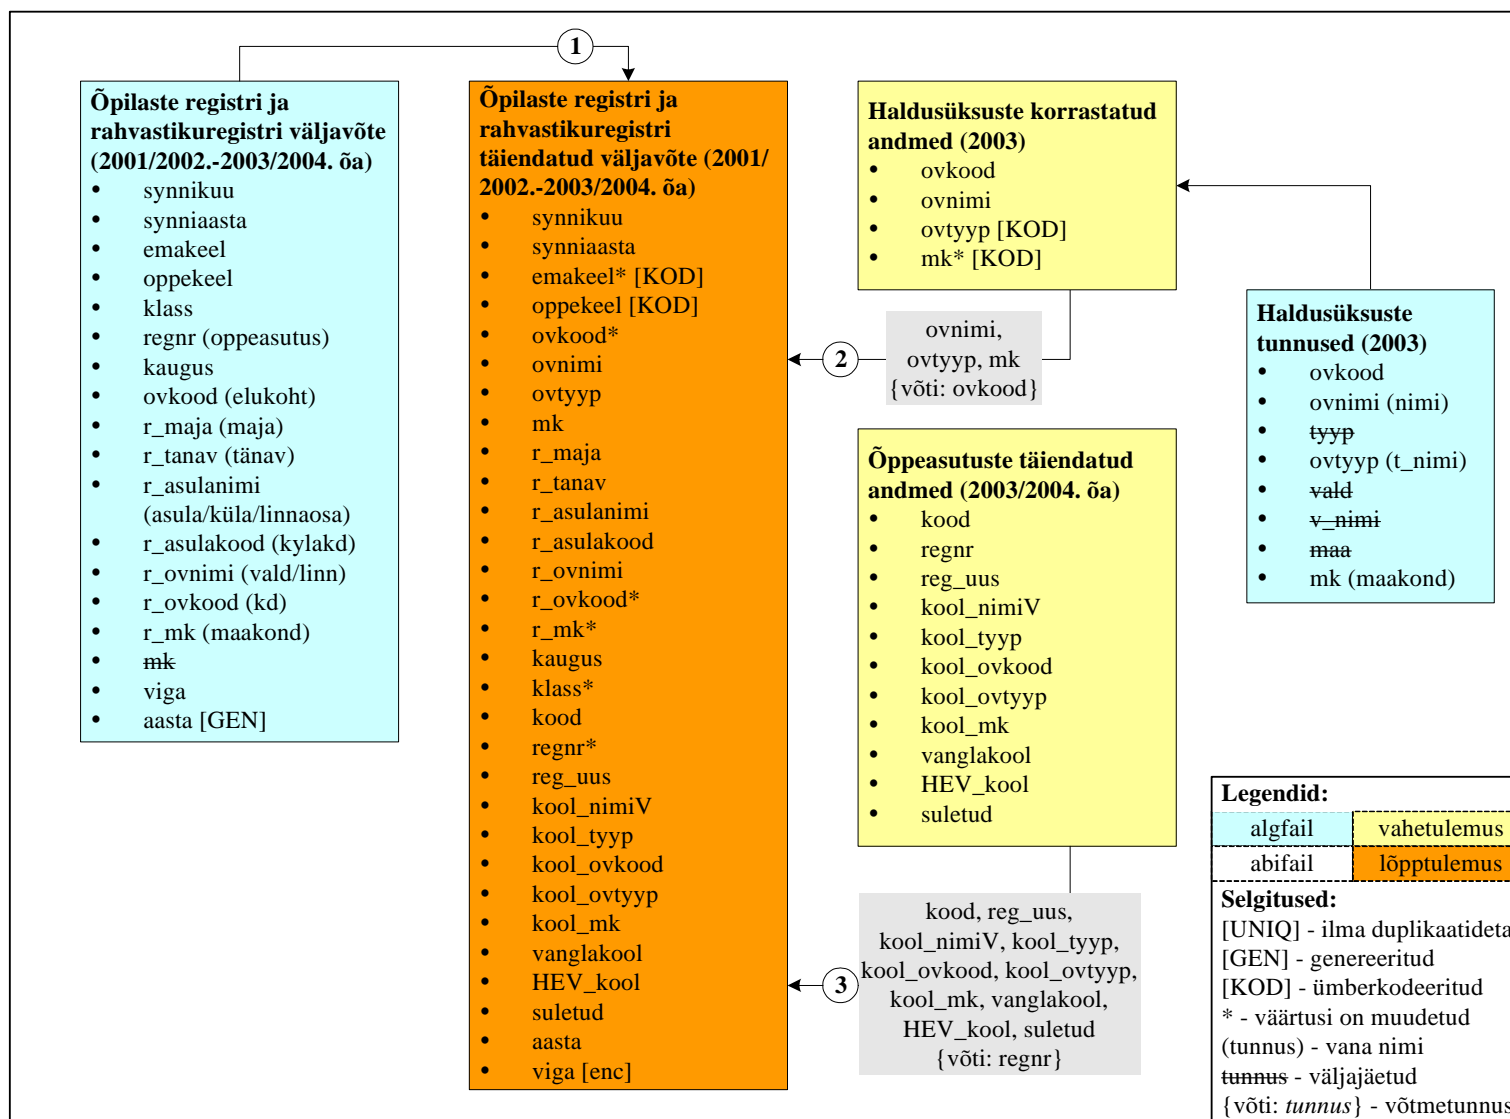 1
Õpilaste registri ja
rahvastikuregistri väljavõte
(2001/2002.-2003/2004. õa)
• synnikuu
• synniaasta
• emakeel
• oppekeel
• klass
• regnr (oppeasutus)
• kaugus
• ovkood (elukoht)
• r_maja (maja)
• r_tanav (tänav)
• r_asulanimi
(asula/küla/linnaosa)
• r_asulakood (kylakd)
• r_ovnimi (vald/linn)
• r_ovkood (kd)
• r_mk (maakond)
• mk
• viga
• aasta [GEN]
Õpilaste registri ja
rahvastikuregistri
täiendatud väljavõte (2001/
2002.-2003/2004. õa)
• synnikuu
• synniaasta
• emakeel* [KOD]
• oppekeel [KOD]
• ovkood*
• ovnimi
• ovtyyp
• mk
• r_maja
• r_tanav
• r_asulanimi
• r_asulakood
• r_ovnimi
• r_ovkood*
• r_mk*
• kaugus
• klass*
• kood
• regnr*
• reg_uus
• kool_nimiV
• kool_tyyp
• kool_ovkood
• kool_ovtyyp
• kool_mk
• vanglakool
• HEV_kool
• suletud
• aasta
• viga [enc]
Haldusüksuste korrastatud
andmed (2003)
• ovkood
• ovnimi
• ovtyyp [KOD]
• mk* [KOD]
2
ovnimi,
ovtyyp, mk
{võti: ovkood}
Õppeasutuste täiendatud
andmed (2003/2004. õa)
• kood
• regnr
• reg_uus
• kool_nimiV
• kool_tyyp
• kool_ovkood
• kool_ovtyyp
• kool_mk
• vanglakool
• HEV_kool
• suletud
3
kood, reg_uus,
kool_nimiV, kool_tyyp,
kool_ovkood, kool_ovtyyp,
kool_mk, vanglakool,
HEV_kool, suletud
{võti: regnr}
Haldusüksuste
tunnused (2003)
• ovkood
• ovnimi (nimi)
• tyyp
• ovtyyp (t_nimi)
• vald
• v_nimi
• maa
• mk (maakond)
Legendid:
algfail vahetulemus
abifail lõpptulemus
Selgitused:
[UNIQ] - ilma duplikaatideta
[GEN] - genereeritud
[KOD] - ümberkodeeritud
* - väärtusi on muudetud
(tunnus) - vana nimi
tunnus - väljajäetud
{võti: tunnus} - võtmetunnus